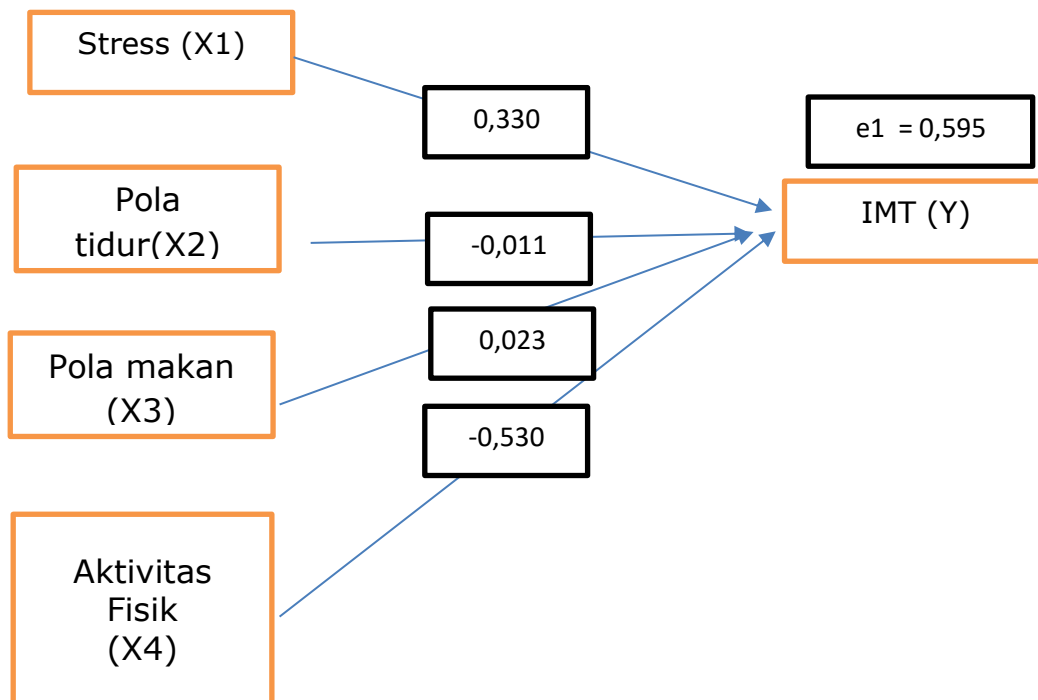 Stress (X1)
0,330
e1 = 0,595
Pola
tidur(X2)
-0,011
IMT (Y)
0,023
Pola makan
(X3)
-0,530
Aktivitas
Fisik
(X4)